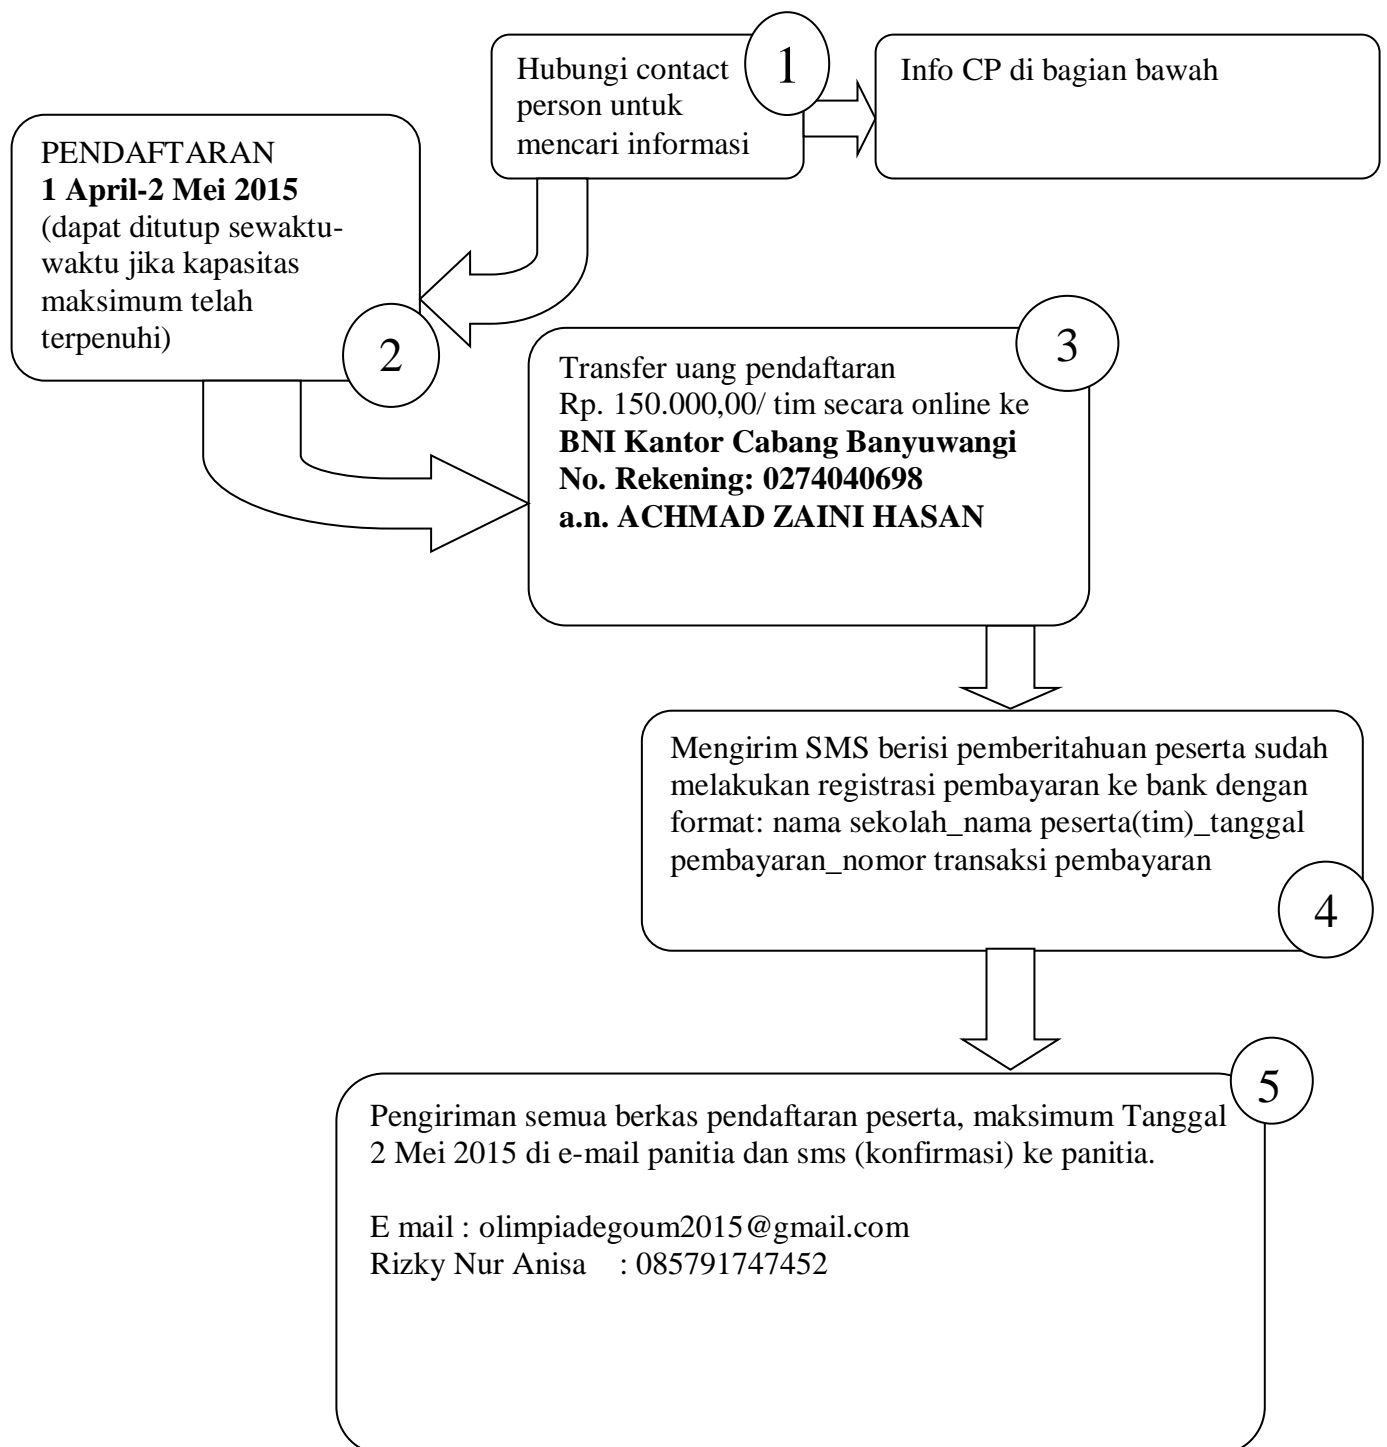 1
Hubungi contact
person untuk
mencari informasi
Info CP di bagian bawah
PENDAFTARAN
1 April-2 Mei 2015
(dapat ditutup sewaktu-
waktu jika kapasitas
maksimum telah
terpenuhi)
2
3
Transfer uang pendaftaran
Rp. 150.000,00/ tim secara online ke
BNI Kantor Cabang Banyuwangi
No. Rekening: 0274040698
a.n. ACHMAD ZAINI HASAN
Mengirim SMS berisi pemberitahuan peserta sudah
melakukan registrasi pembayaran ke bank dengan
format: nama sekolah_nama peserta(tim)_tanggal
pembayaran_nomor transaksi pembayaran
4
5
Pengiriman semua berkas pendaftaran peserta, maksimum Tanggal
2 Mei 2015 di e-mail panitia dan sms (konfirmasi) ke panitia.
E mail : olimpiadegoum2015@gmail.com
Rizky Nur Anisa : 085791747452